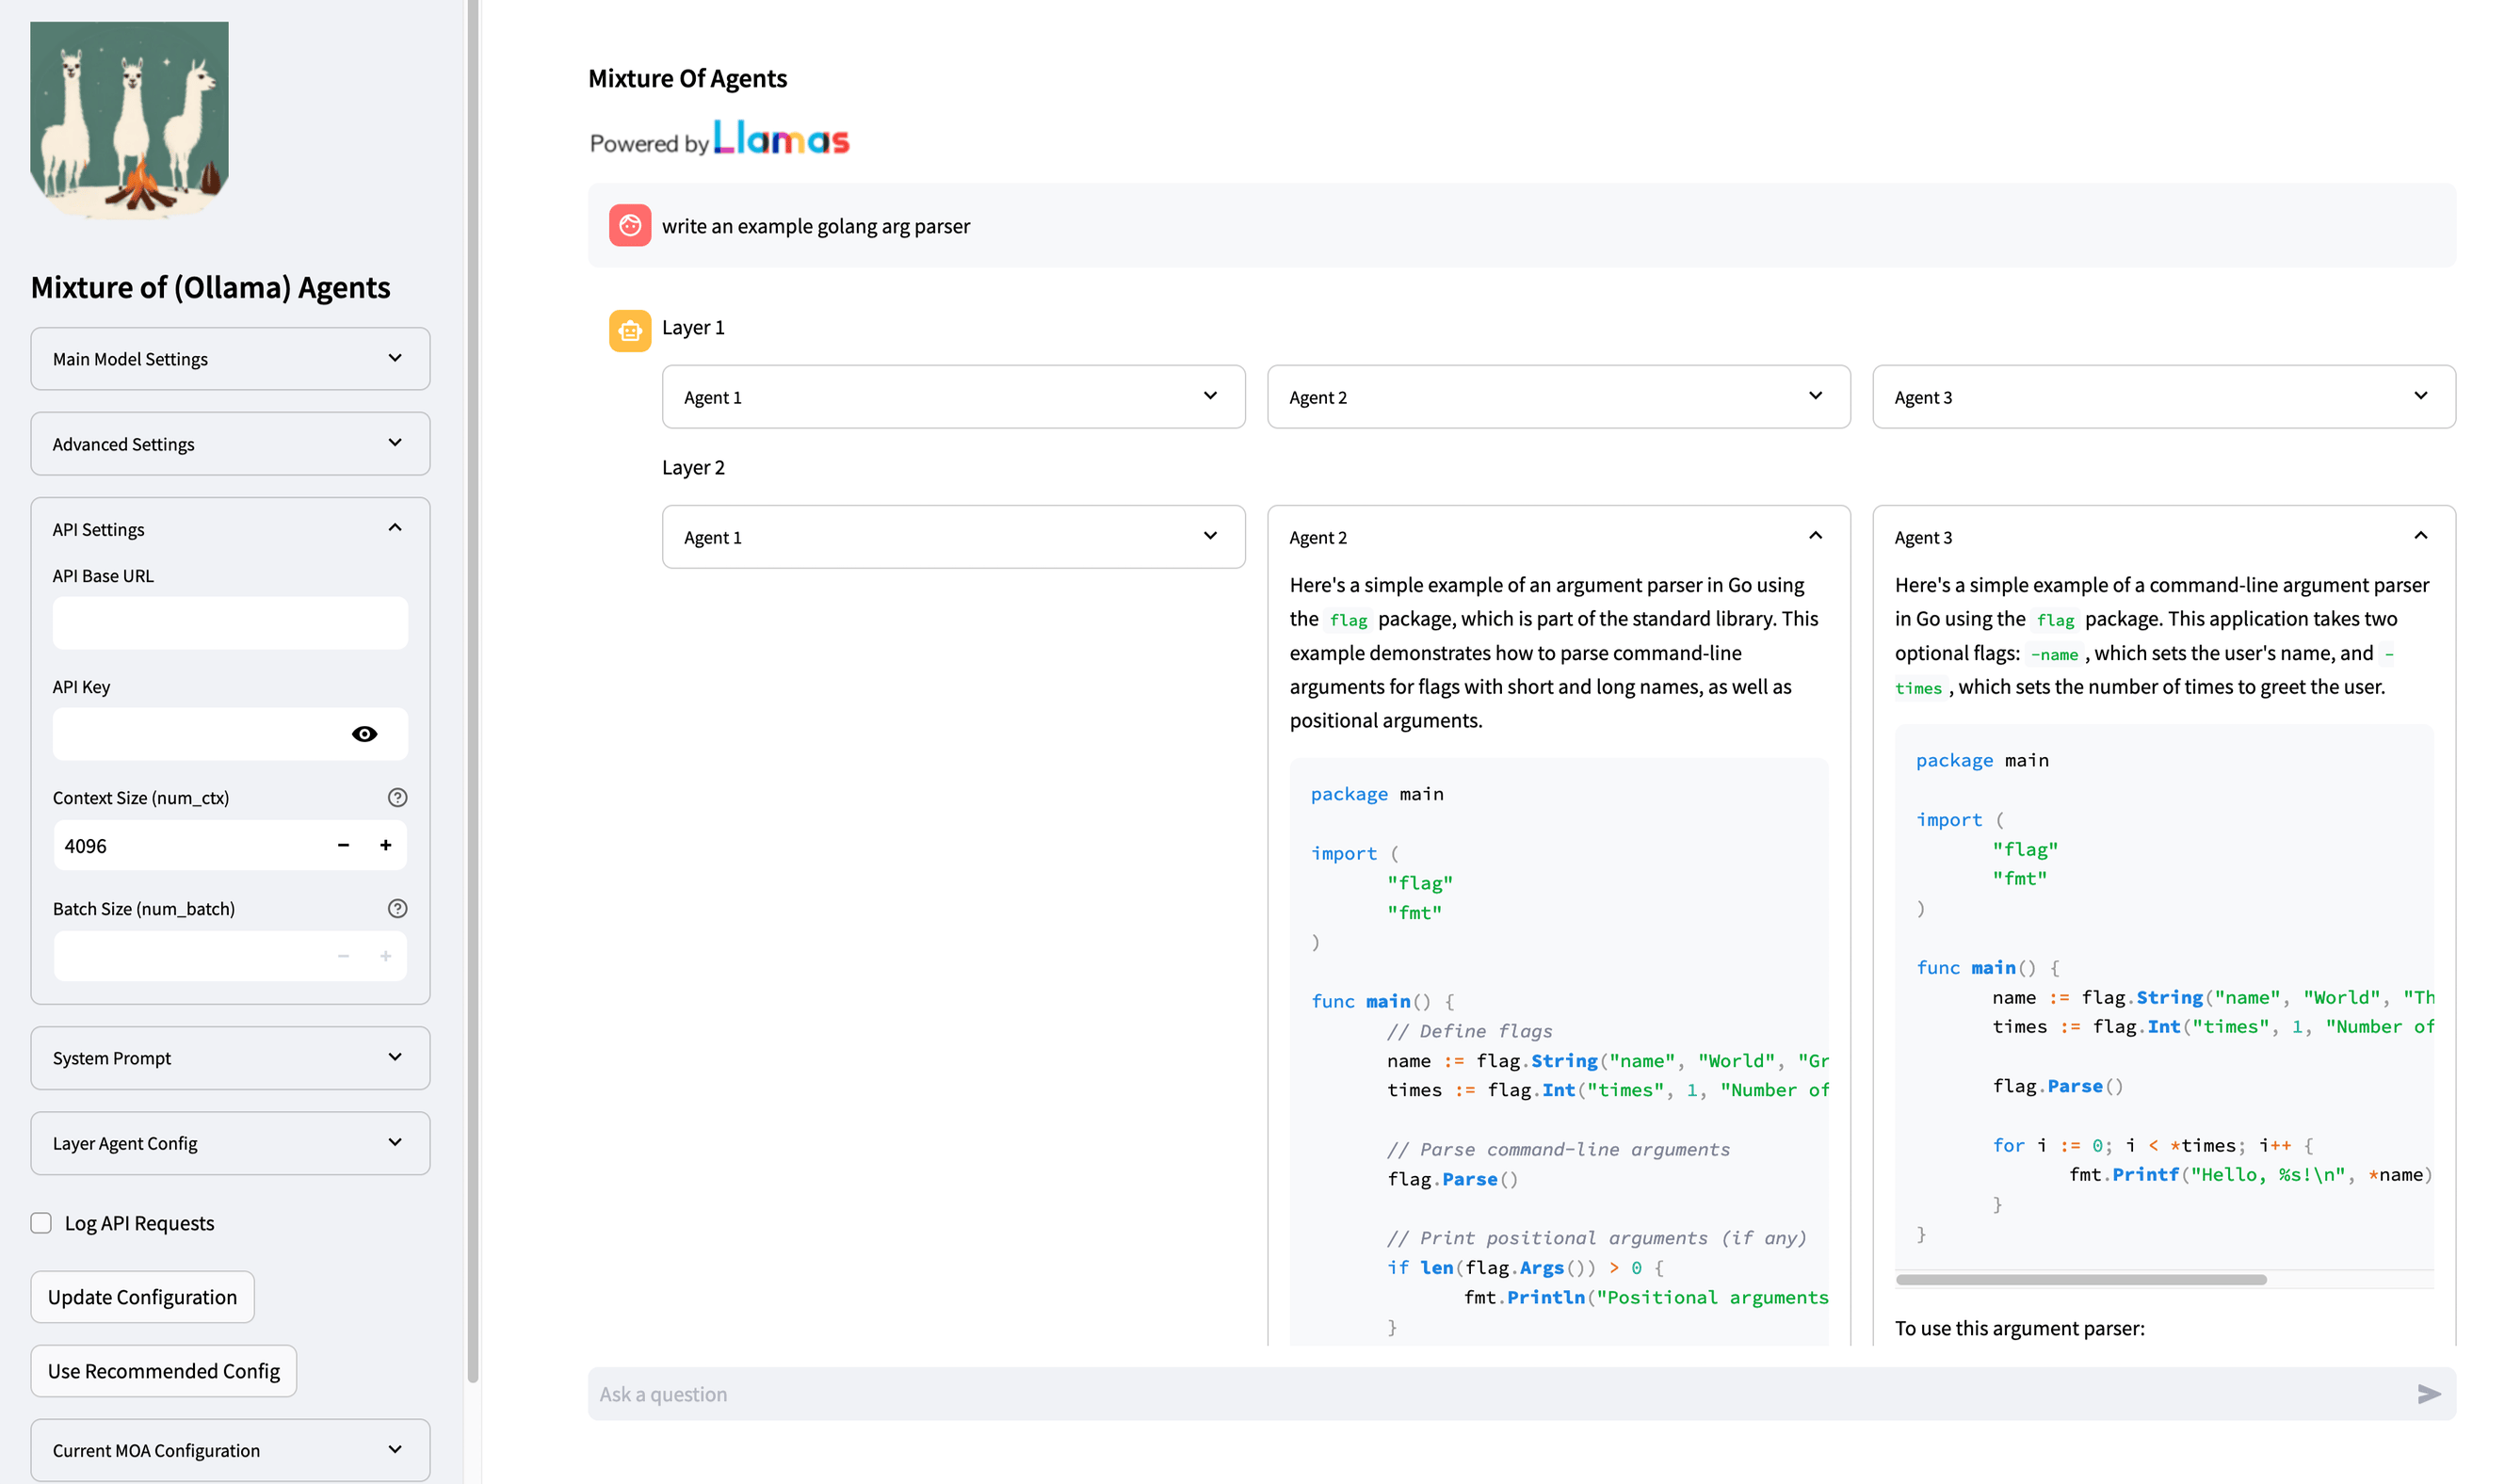 Mixture of (Ollama) Agents
Main Model Settings
Advanced Settings
API Settings
API Base URL
API Key
Context Size (num_ctx)
4096
Batch Size (num_batch)
System Prompt
Layer Agent Config
Log API Requests
Update Configuration
Use Recommended Config
Current MOA Configuration
Mixture Of Agents
Powered by Llamas
write an example golang arg parser
Layer 1
Agent 1
Agent 2
Agent 3
Layer 2
Agent 1
Agent 2
Here's a simple example of an argument parser in Go using
the flag package, which is part of the standard library. This
example demonstrates how to parse command-line
arguments for flags with short and long names, as well as
positional arguments.
package main
import (
"flag"
"fmt"
)
func main() {
// Define flags
name := flag.String("name", "World", "Gr
times := flag.Int("times", 1, "Number of
// Parse command-line arguments
flag.Parse()
// Print positional arguments (if any)
if len(flag.Args()) > 0 {
fmt.Println("Positional arguments
}
Agent 3
Here's a simple example of a command-line argument parser
in Go using the flag package. This application takes two
optional flags: -name , which sets the user's name, and -
times , which sets the number of times to greet the user.
package main
import (
"flag"
"fmt"
)
func main() {
name := flag.String("name", "World", "Th
times := flag.Int("times", 1, "Number of
flag.Parse()
for i := 0; i < *times; i++ {
fmt.Printf("Hello, %s!\n", *name)
}
}
To use this argument parser:
Ask a question